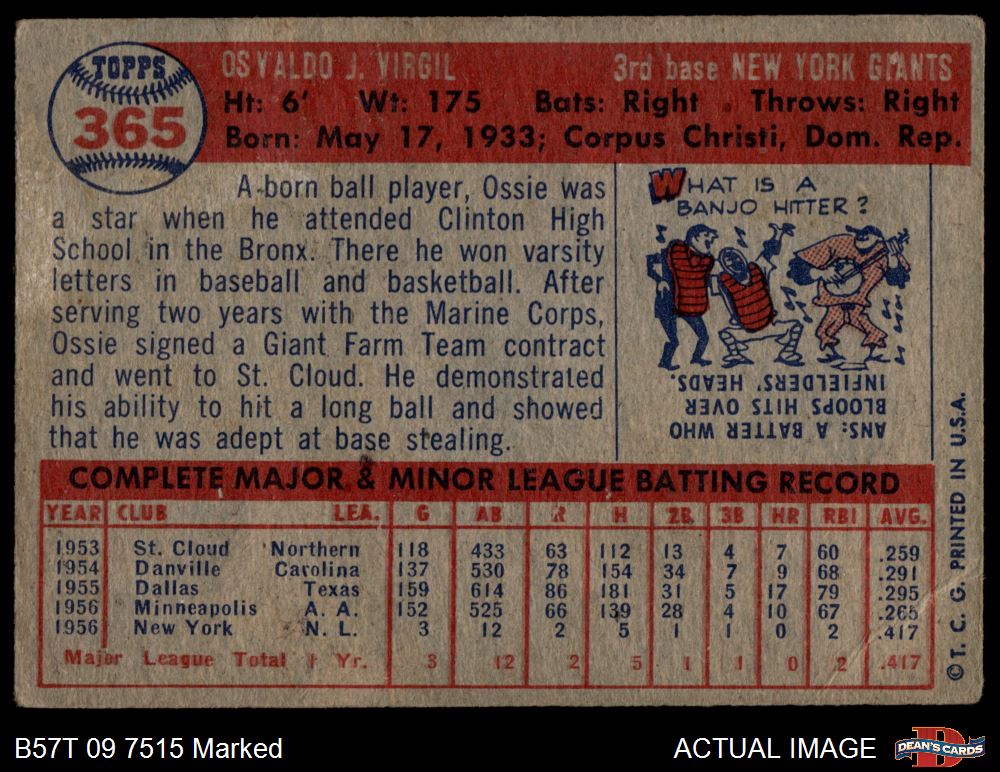 TOPPS
365
OSVALDO J. VIRGIL 3rd base NEW YORK GIANTS
Ht: 6' Wt: 175 Bats: Right Throws: Right
Born: May 17, 1933; Corpus Christi, Dom. Rep.
A born ball player, Ossie was
a star when he attended Clinton High
School in the Bronx. There he won varsity
letters in baseball and basketball. After
serving two years with the Marine Corps,
Ossie signed a Giant Farm Team contract
and went to St. Cloud. He demonstrated
his ability to hit a long ball and showed
that he was adept at base stealing.
WHAT IS A
BANJO HITTER?
ANS: A BATTER WHO
BLOOPS HITS OVER
INFIELDERS' HEADS.
COMPLETE MAJOR & MINOR LEAGUE BATTING RECORD
YEAR CLUB LEA. G AB R H 2B 3B HR RBI AVG.
1953 St. Cloud Northern 118 433 63 112 13 4 7 60 .259
1954 Danville Carolina 137 530 78 154 34 7 9 68 .291
1955 Dallas Texas 159 614 86 181 31 5 17 79 .295
1956 Minneapolis A. A. 152 525 66 139 28 4 10 67 .265
1956 New York N. L. 3 12 2 5 1 1 0 2 .417
Major League Total 1 Yr. 3 12 2 5 1 1 0 2 .417
© T. C. G. PRINTED IN U.S.A.
B57T 09 7515 Marked
ACTUAL IMAGE
DEAN'S CARDS